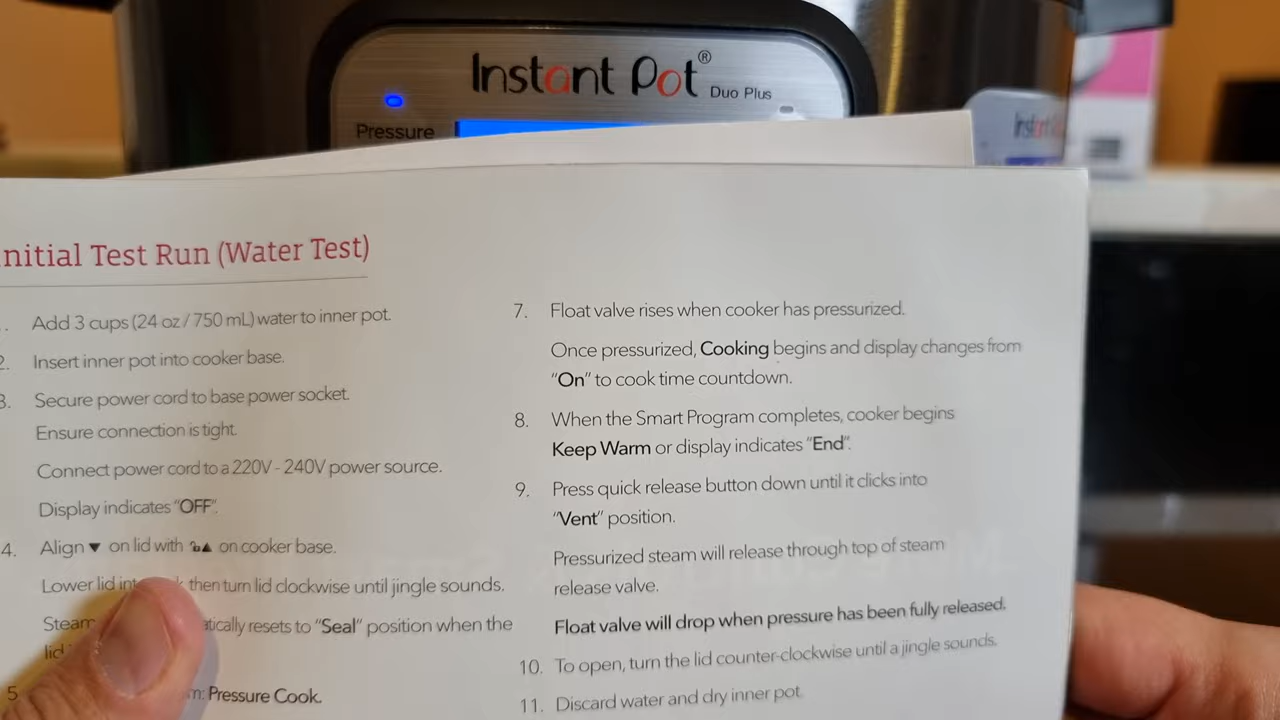 Instant Pot®
Duo Plus
Pressure
nitial Test Run (Water Test)
Add 3 cups (24 oz / 750 mL) water to inner pot.
2. Insert inner pot into cooker base.
3. Secure power cord to base power socket.
Ensure connection is tight.
Connect power cord to a 220V - 240V power source.
Display indicates "OFF".
4. Align ▼ on lid with ▲ on cooker base.
Lower lid then turn lid clockwise until jingle sounds.
Steam atically resets to "Seal" position when the
lid
5 Pressure Cook.
7. Float valve rises when cooker has pressurized.
Once pressurized, Cooking begins and display changes from
"On" to cook time countdown.
8. When the Smart Program completes, cooker begins
Keep Warm or display indicates "End".
9. Press quick release button down until it clicks into
"Vent" position.
Pressurized steam will release through top of steam
release valve.
Float valve will drop when pressure has been fully released.
10. To open, turn the lid counter-clockwise until a jingle sounds.
11. Discard water and dry inner pot.